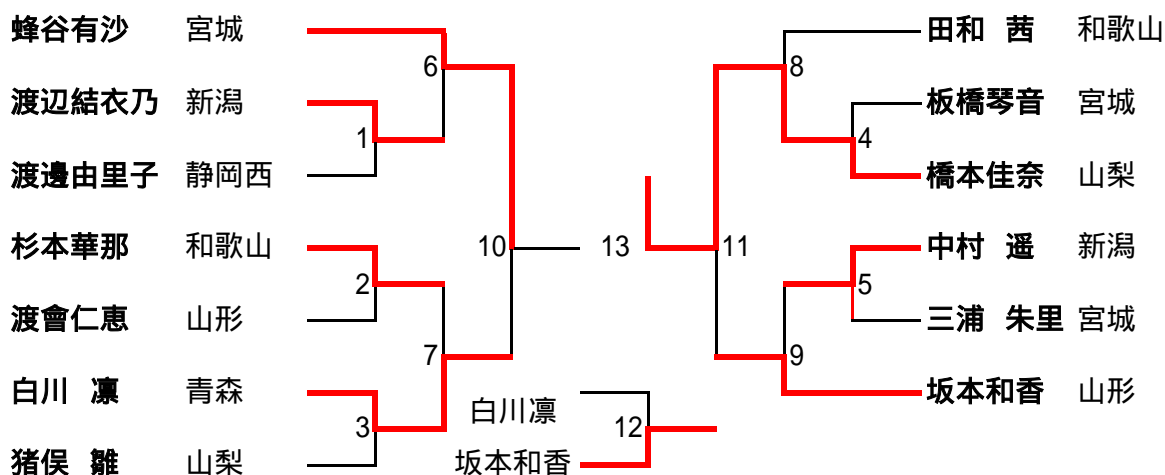 蜂谷有沙 宮城
渡辺結衣乃 新潟
渡邊由里子 静岡西
杉本華那 和歌山
渡會仁恵 山形
白川 凛 青森
猪俣 雛 山梨
6
1
10
2
7
3
13
白川凛
12
坂本和香
8
4
11
5
9
田和 茜 和歌山
板橋琴音 宮城
橋本佳奈 山梨
中村 遥 新潟
三浦 朱里 宮城
坂本和香 山形